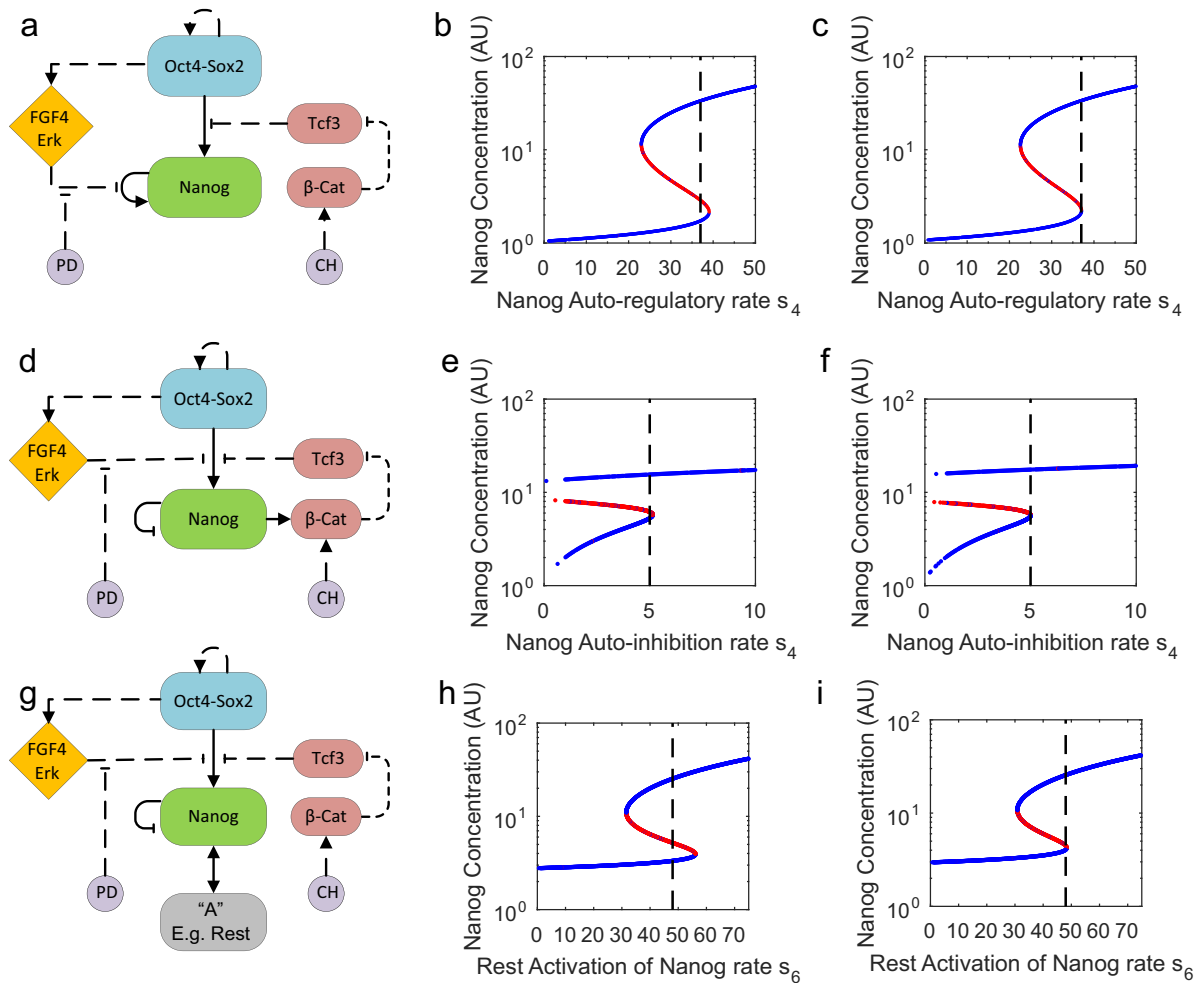 a
Oct4-Sox2
FGF4
Erk
Tcf3
Nanog
β-Cat
PD
CH
b
Nanog Concentration (AU)
10²
10¹
10⁰
0 10 20 30 40 50
Nanog Auto-regulatory rate s₄
c
Nanog Concentration (AU)
10²
10¹
10⁰
0 10 20 30 40 50
Nanog Auto-regulatory rate s₄
d
Oct4-Sox2
FGF4
Erk
Tcf3
Nanog
β-Cat
PD
CH
e
Nanog Concentration (AU)
10²
10¹
10⁰
0 5 10
Nanog Auto-inhibition rate s₄
f
Nanog Concentration (AU)
10²
10¹
10⁰
0 5 10
Nanog Auto-inhibition rate s₄
g
Oct4-Sox2
FGF4
Erk
Tcf3
Nanog
β-Cat
PD
CH
“A”
E.g. Rest
h
Nanog Concentration (AU)
10²
10¹
10⁰
0 10 20 30 40 50 60 70
Rest Activation of Nanog rate s₆
i
Nanog Concentration (AU)
10²
10¹
10⁰
0 10 20 30 40 50 60 70
Rest Activation of Nanog rate s₆